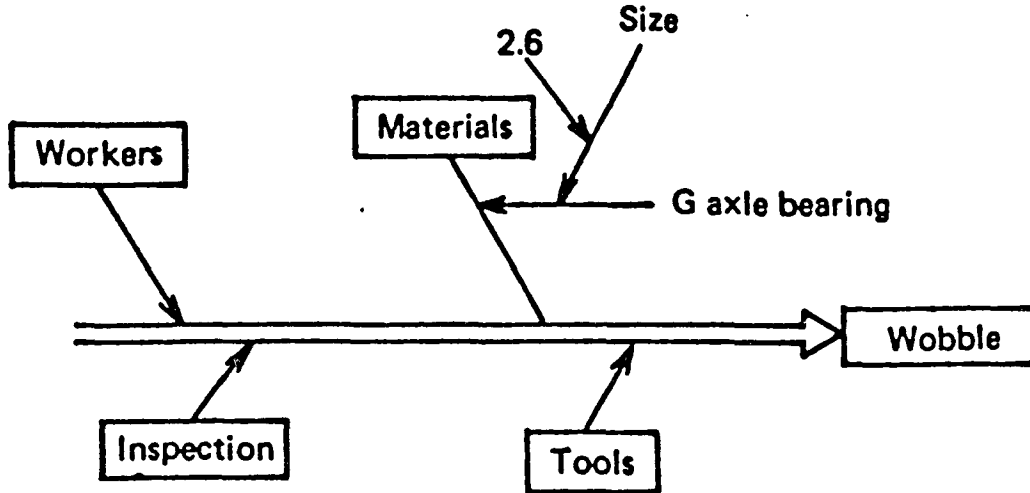 Size
2.6
Materials
Workers
G axle bearing
Wobble
Inspection
Tools